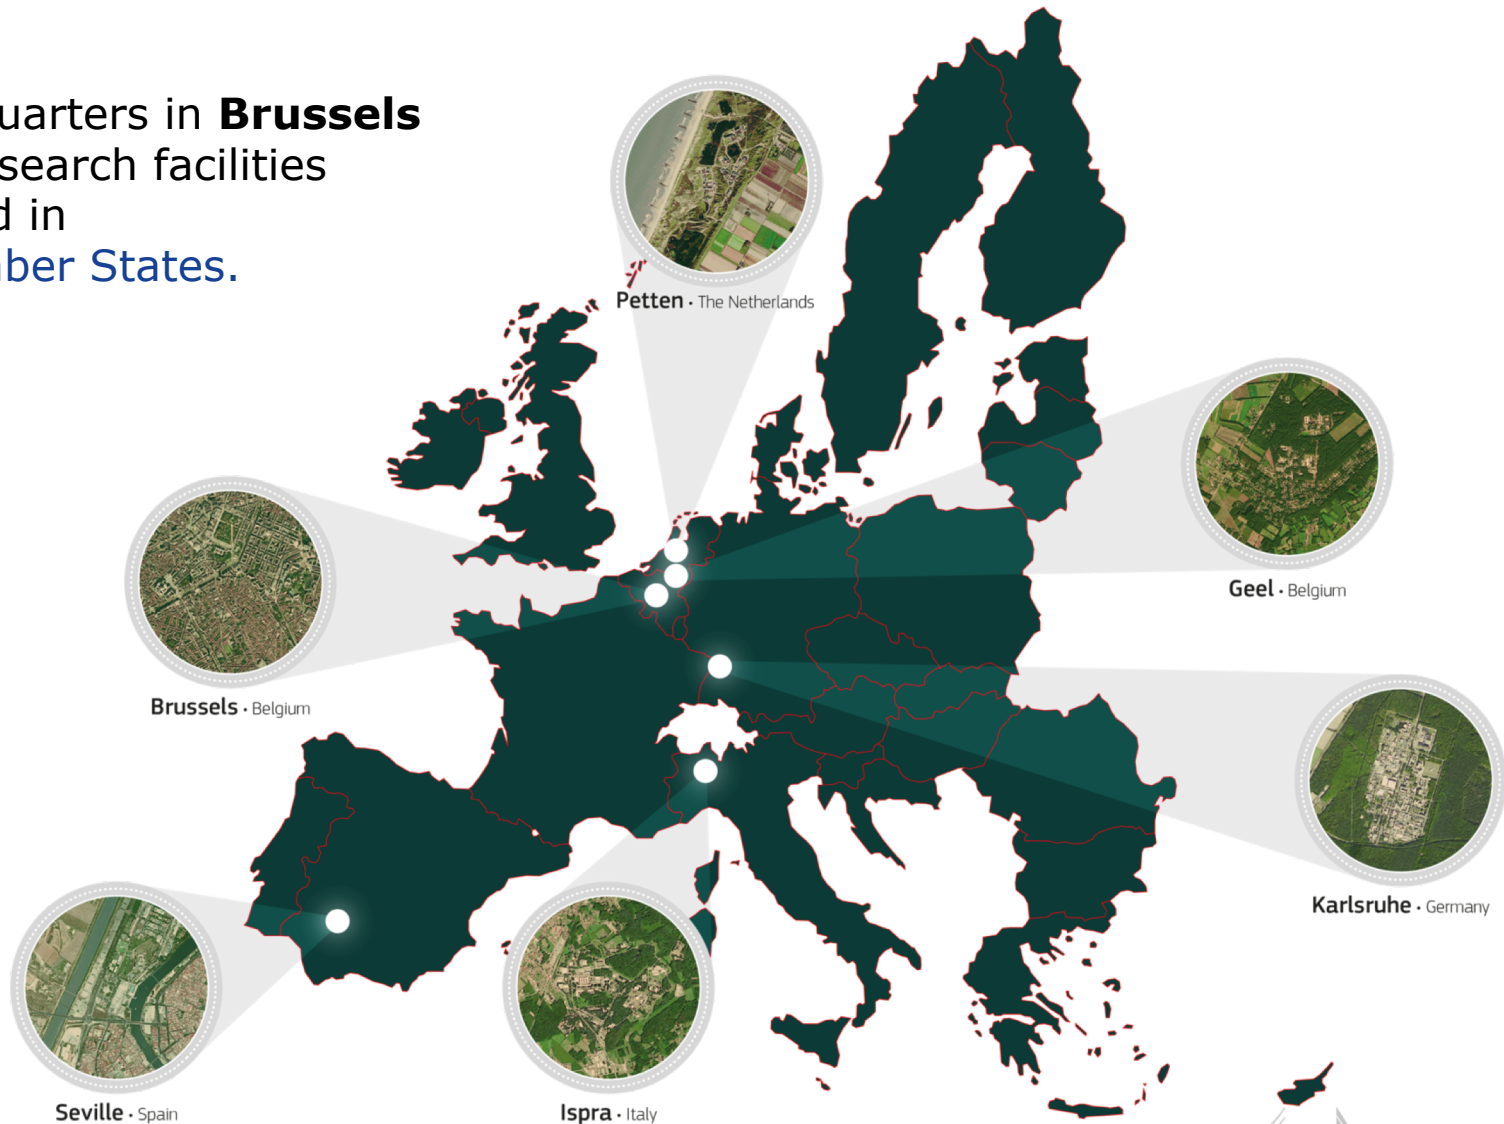 uarters in Brussels
search facilities
d in
ber States.
Petten · The Netherlands
Geel · Belgium
Brussels · Belgium
Karlsruhe · Germany
Seville · Spain
Ispra · Italy